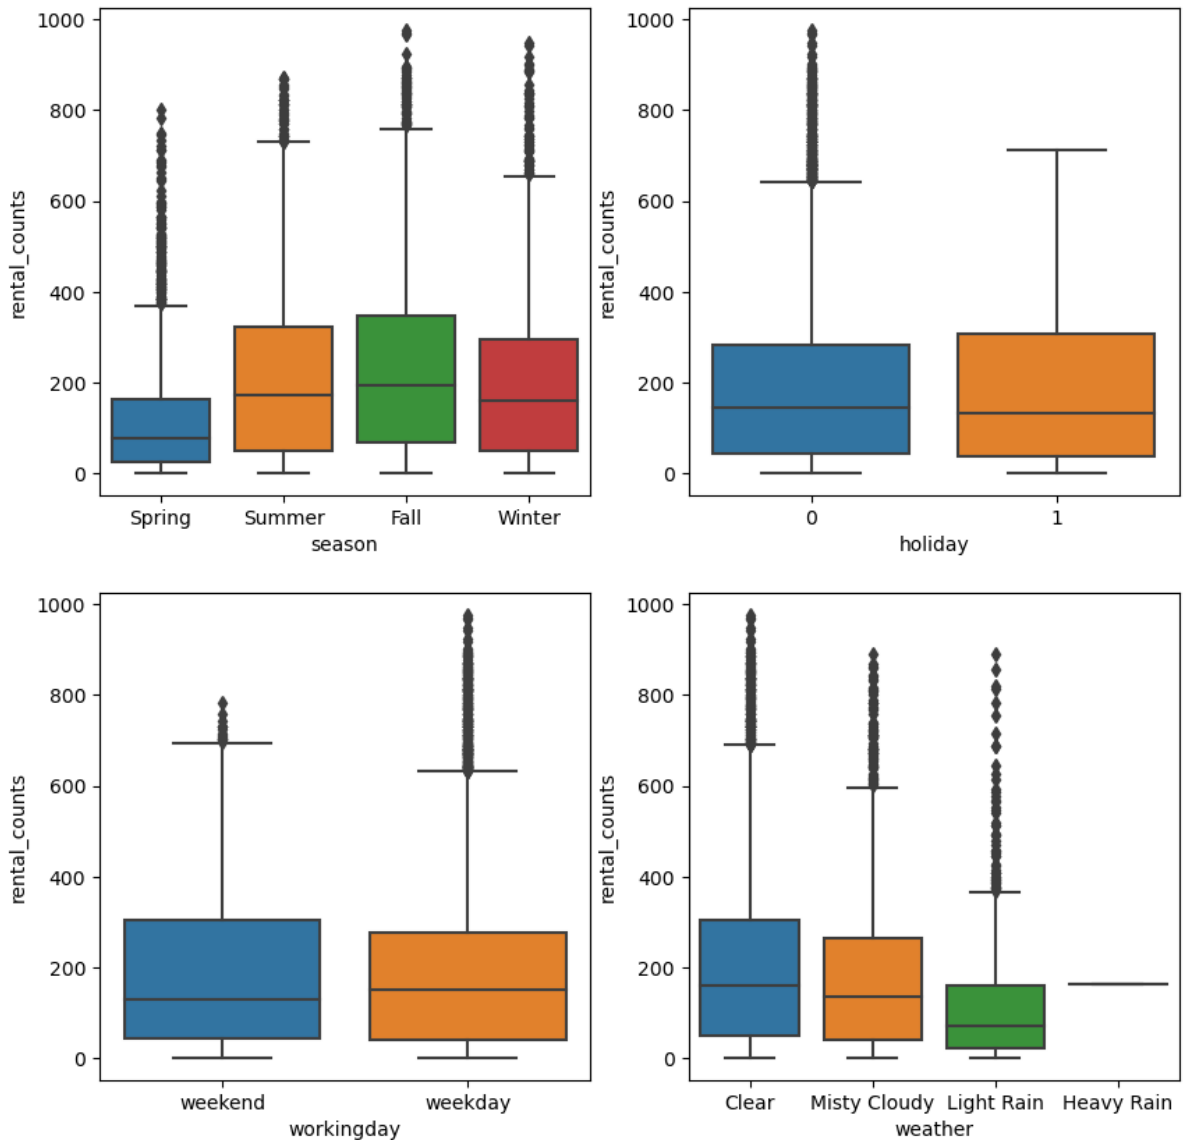 1000
800
600
400
200
0
rental_counts
Spring Summer Fall Winter
season
1000
800
600
400
200
0
rental_counts
0 1
holiday
1000
800
600
400
200
0
rental_counts
weekend weekday
workingday
1000
800
600
400
200
0
rental_counts
Clear Misty Cloudy Light Rain Heavy Rain
weather